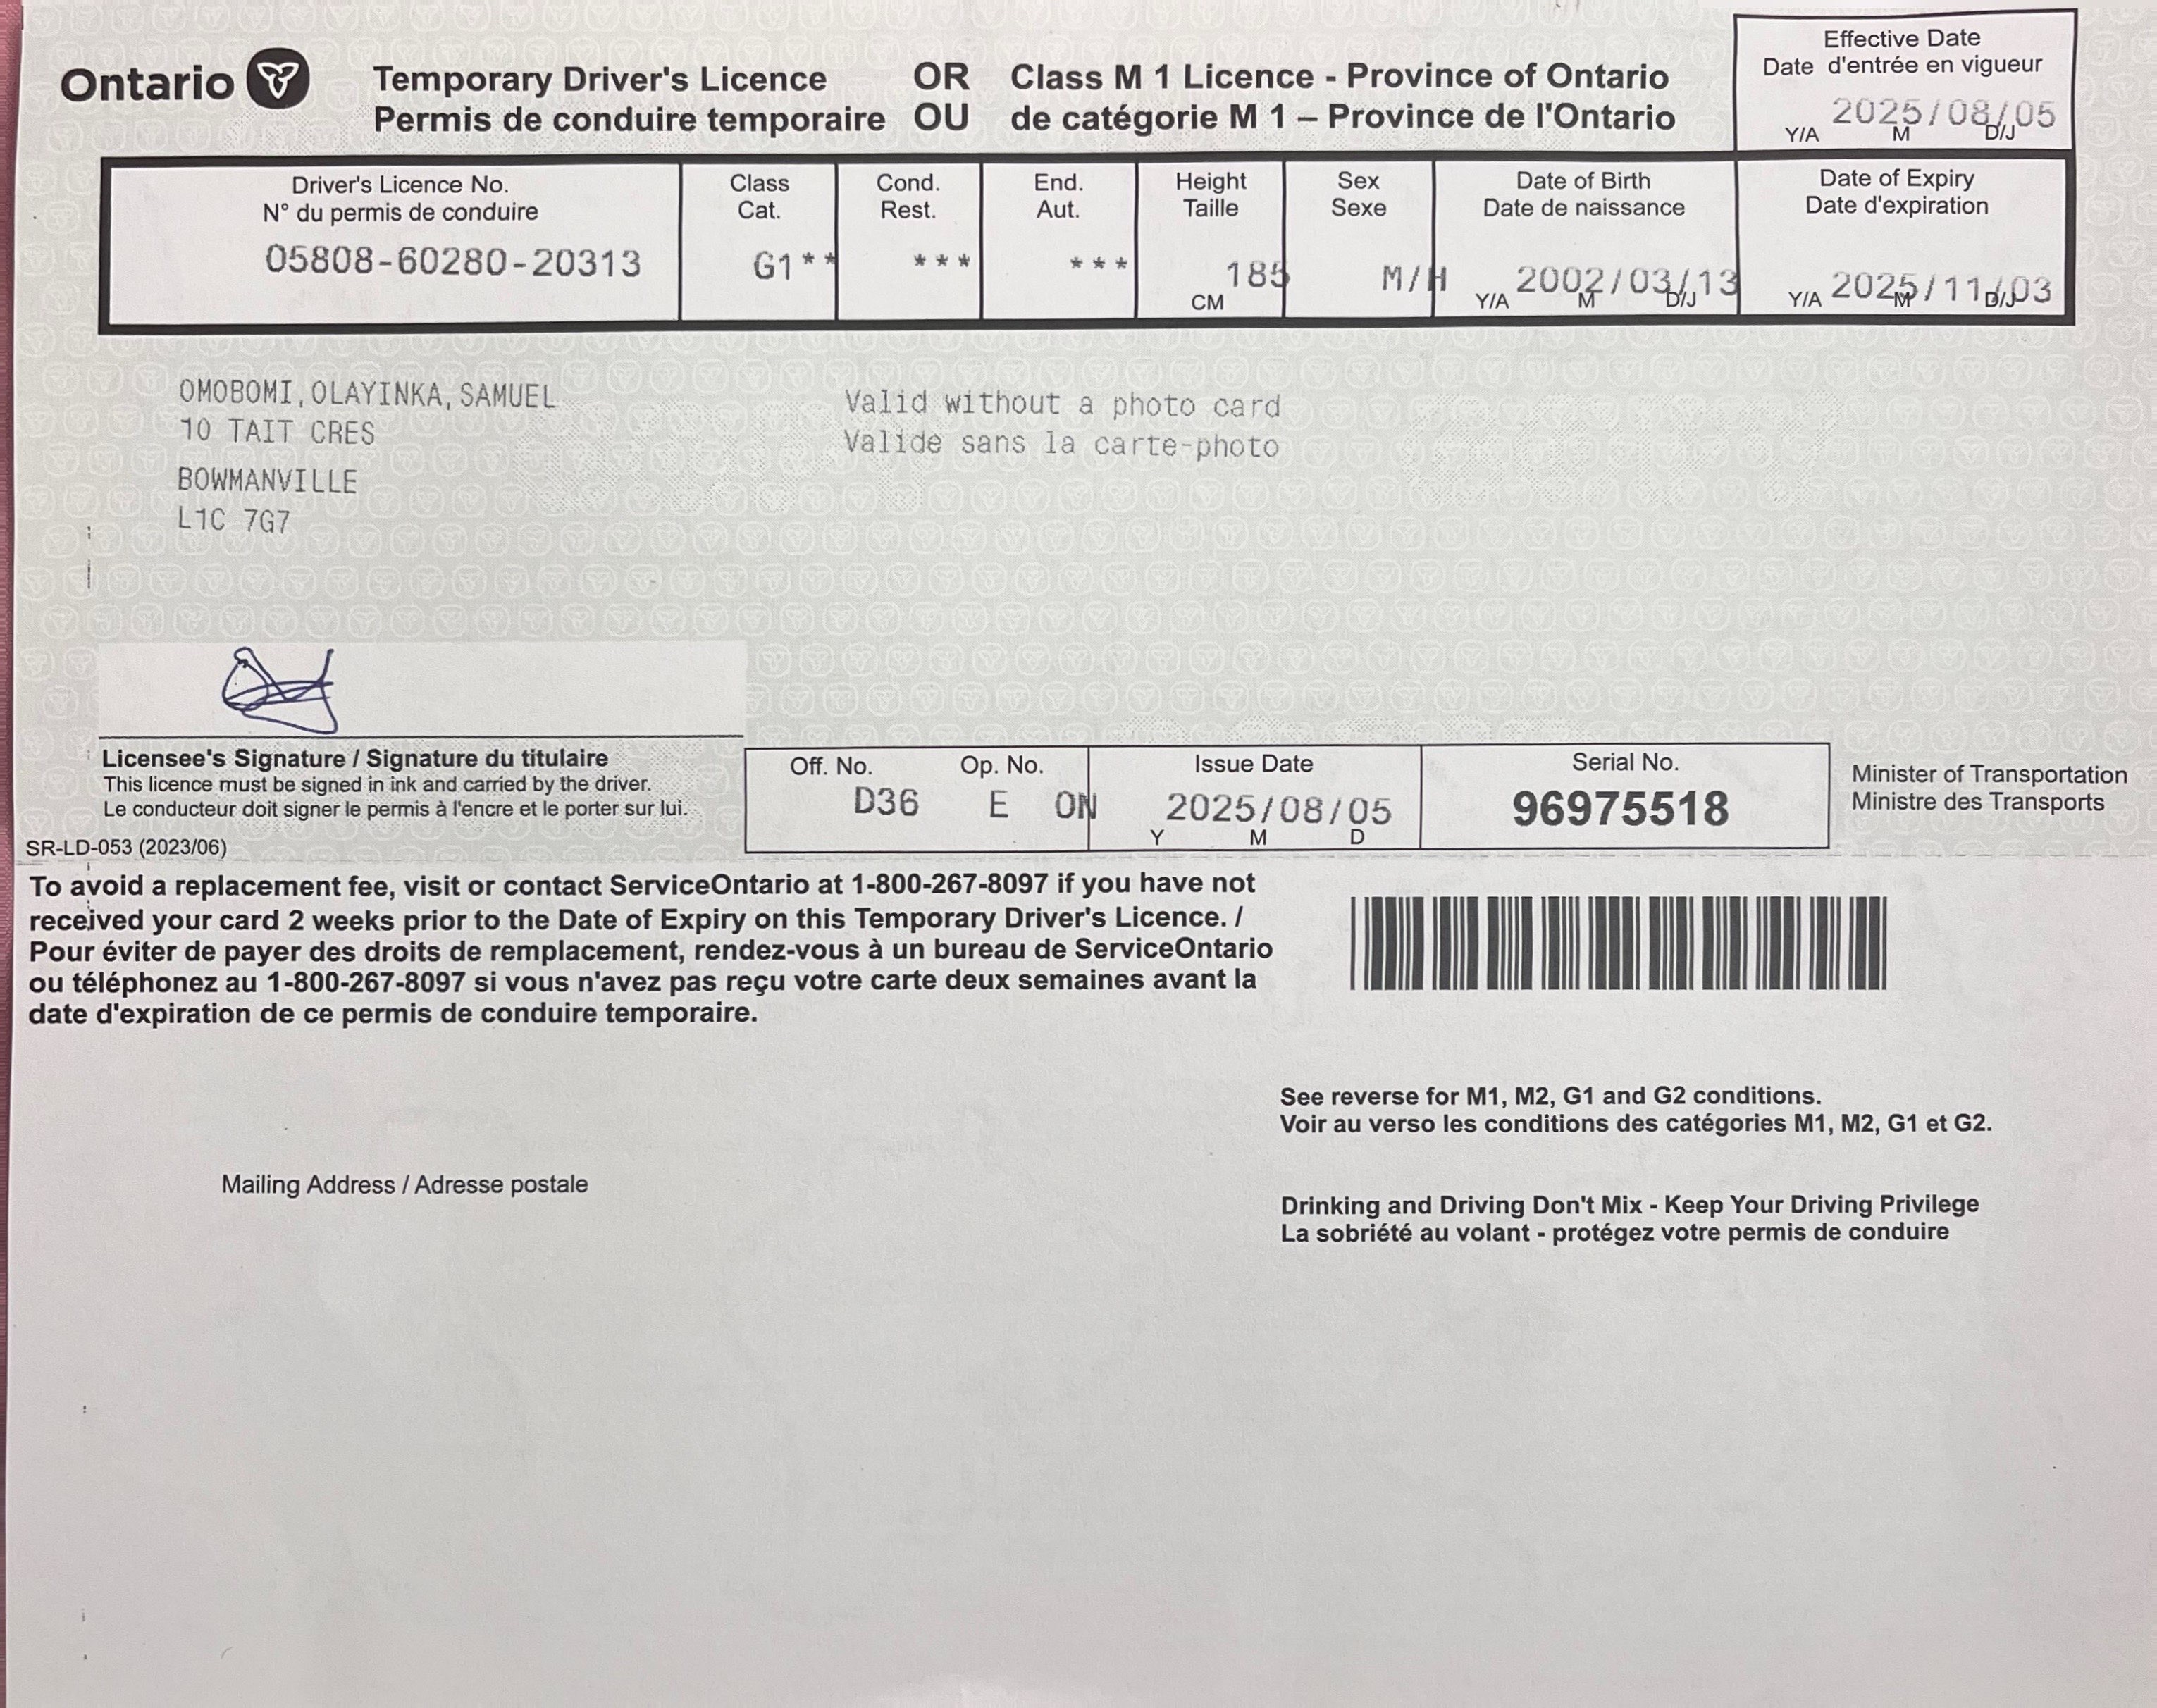 Ontario
Temporary Driver's Licence OR Class M 1 Licence - Province of Ontario
Permis de conduire temporaire OU de catégorie M 1 – Province de l'Ontario
Effective Date
Date d'entrée en vigueur
2025/08/05
Y/A M D/J
Driver's Licence No. Class Cond. End. Height Sex Date of Birth Date of Expiry
N° du permis de conduire Cat. Rest. Aut. Taille Sexe Date de naissance Date d'expiration
05808-60280-20313 G1** *** *** 185 M/H 2002/03/13 2025/11/03
CM Y/A M D/J Y/A M D/J
OMOBOMI,OLAYINKA,SAMUEL
10 TAIT CRES
BOWMANVILLE
L1C 7G7
Valid without a photo card
Valide sans la carte-photo
Licensee's Signature / Signature du titulaire
This licence must be signed in ink and carried by the driver.
Le conducteur doit signer le permis à l'encre et le porter sur lui.
SR-LD-053 (2023/06)
Off. No. Op. No. Issue Date Serial No.
D36 E ON 2025/08/05 96975518
Y M D
Minister of Transportation
Ministre des Transports
To avoid a replacement fee, visit or contact ServiceOntario at 1-800-267-8097 if you have not
received your card 2 weeks prior to the Date of Expiry on this Temporary Driver's Licence. /
Pour éviter de payer des droits de remplacement, rendez-vous à un bureau de ServiceOntario
ou téléphonez au 1-800-267-8097 si vous n'avez pas reçu votre carte deux semaines avant la
date d'expiration de ce permis de conduire temporaire.
See reverse for M1, M2, G1 and G2 conditions.
Voir au verso les conditions des catégories M1, M2, G1 et G2.
Mailing Address / Adresse postale
Drinking and Driving Don't Mix - Keep Your Driving Privilege
La sobriété au volant - protégez votre permis de conduire